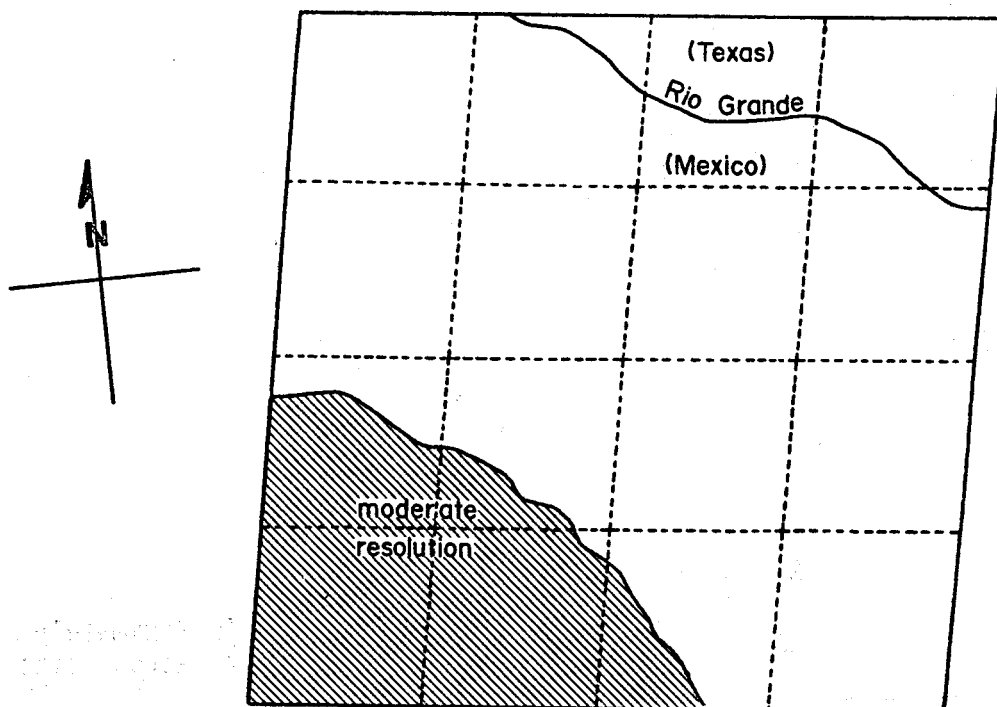 (Texas)
Rio Grande
(Mexico)
N
moderate
resolution